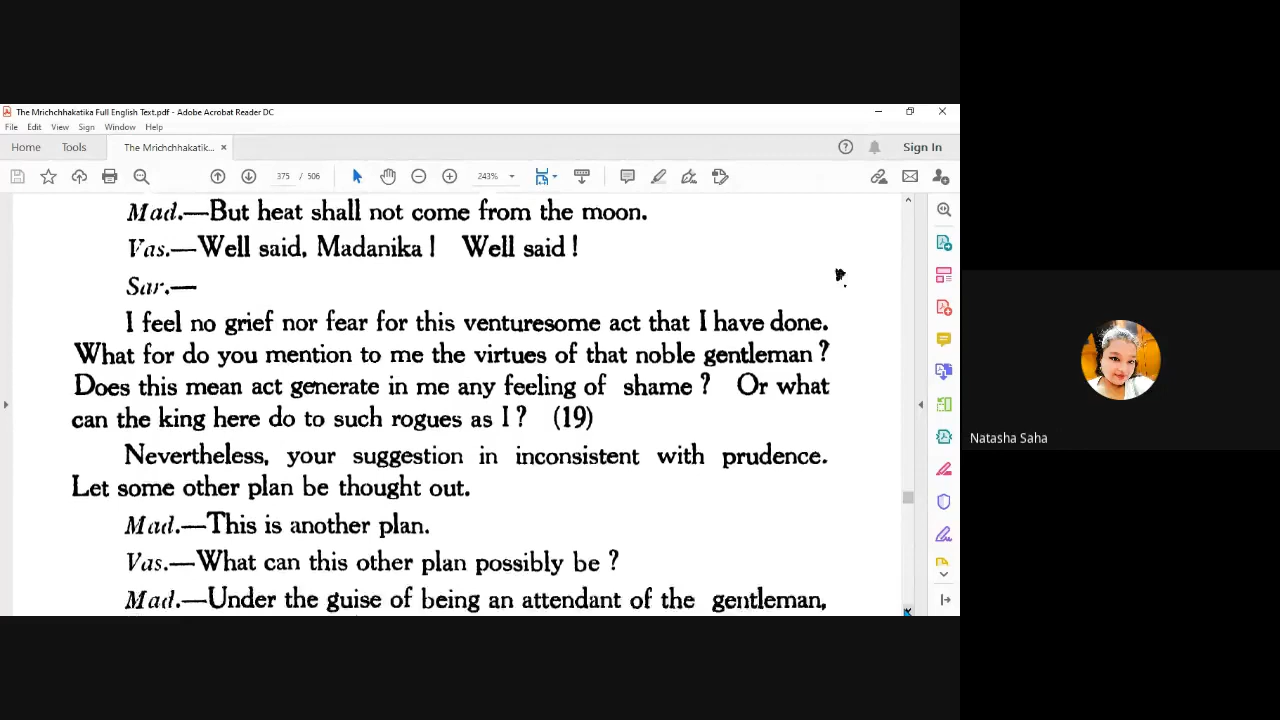 The Mrichchhakatika Full English Text.pdf - Adobe Acrobat Reader DC
File Edit View Sign Window Help
Home Tools The Mrichchhakatik... × Sign In
375 / 506 243%
Mad.—But heat shall not come from the moon.
Vas.—Well said, Madanika! Well said!
Sar.—
I feel no grief nor fear for this venturesome act that I have done.
What for do you mention to me the virtues of that noble gentleman?
Does this mean act generate in me any feeling of shame? Or what
can the king here do to such rogues as I? (19)
Nevertheless, your suggestion in inconsistent with prudence.
Let some other plan be thought out.
Mad.—This is another plan.
Vas.—What can this other plan possibly be?
Mad.—Under the guise of being an attendant of the gentleman,
Natasha Saha